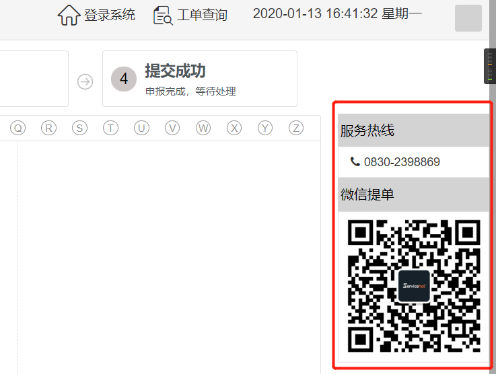 登录系统 工单查询 2020-01-13 16:41:32 星期一
4 提交成功
申报完成，等待处理
Q R S T U V W X Y Z
服务热线
0830-2398869
微信提单
Servicenet